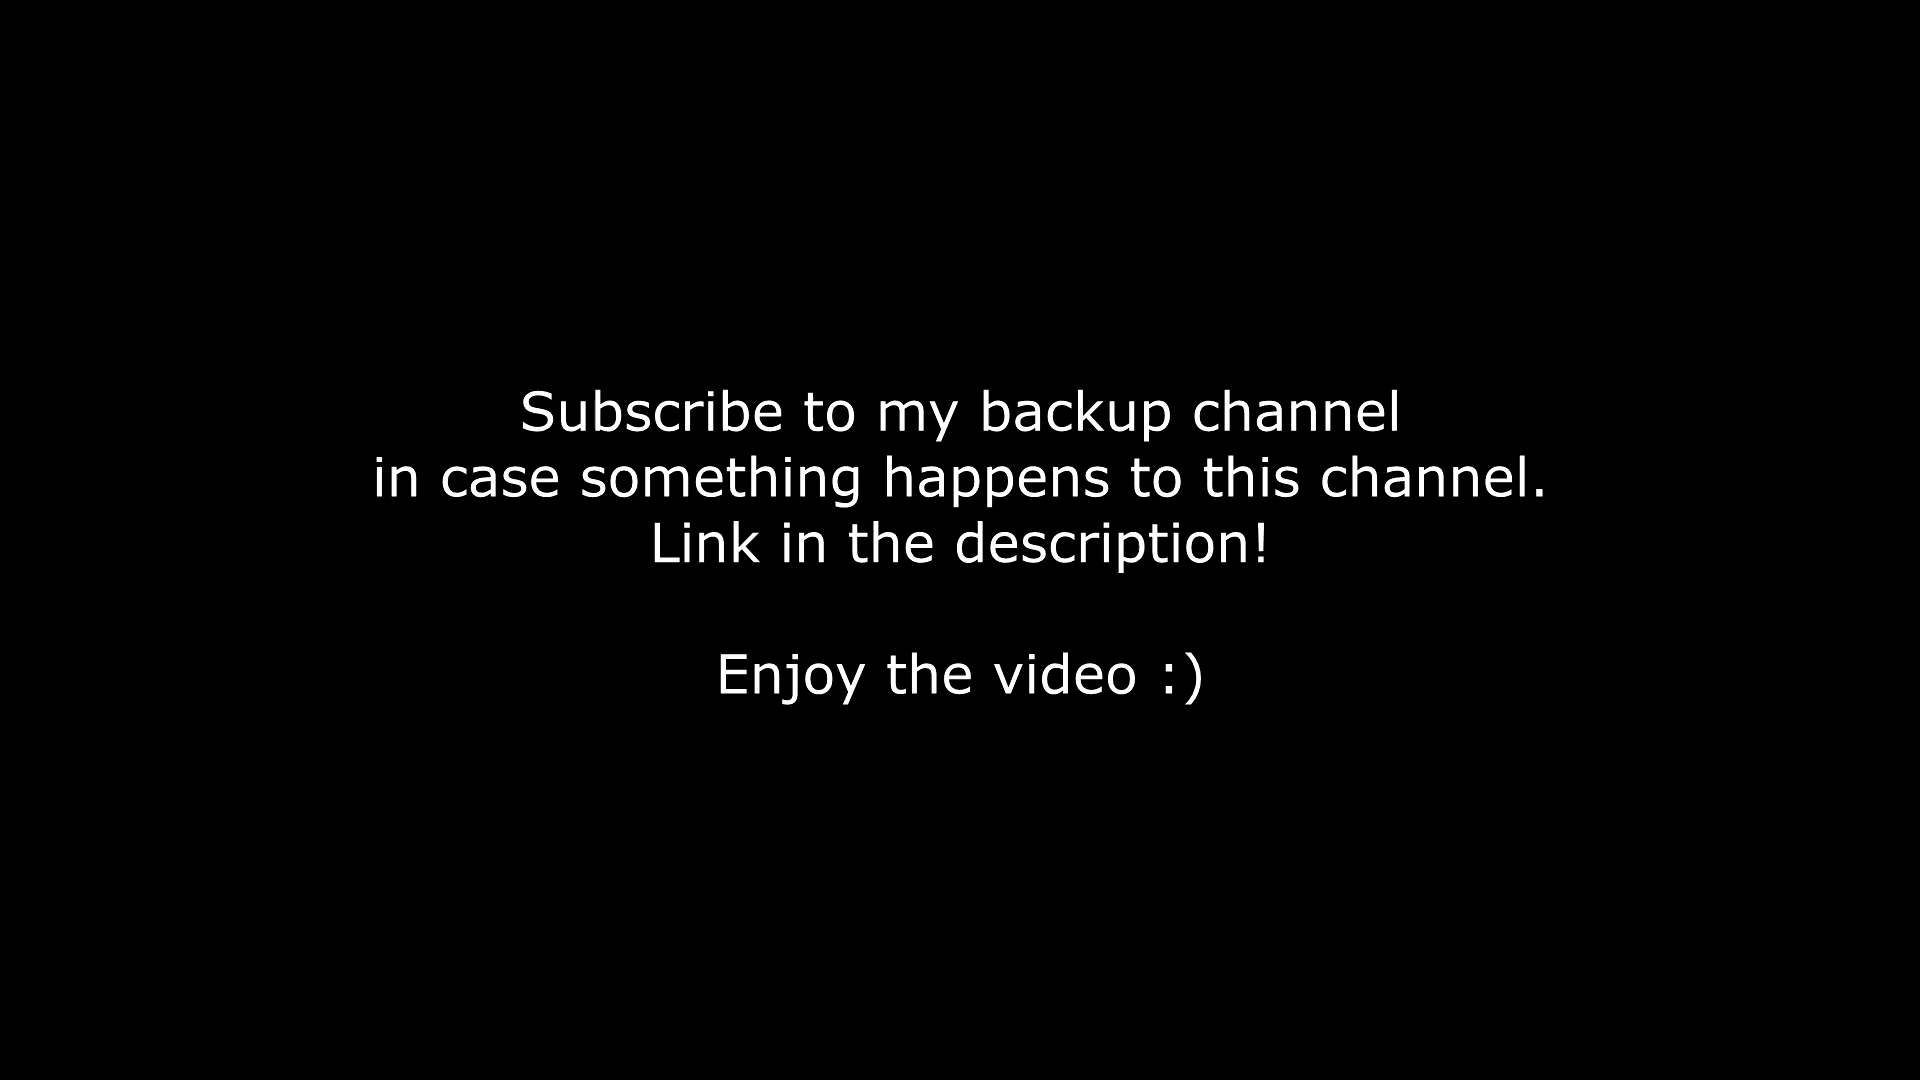 Subscribe to my backup channel
in case something happens to this channel.
Link in the description!
Enjoy the video :)